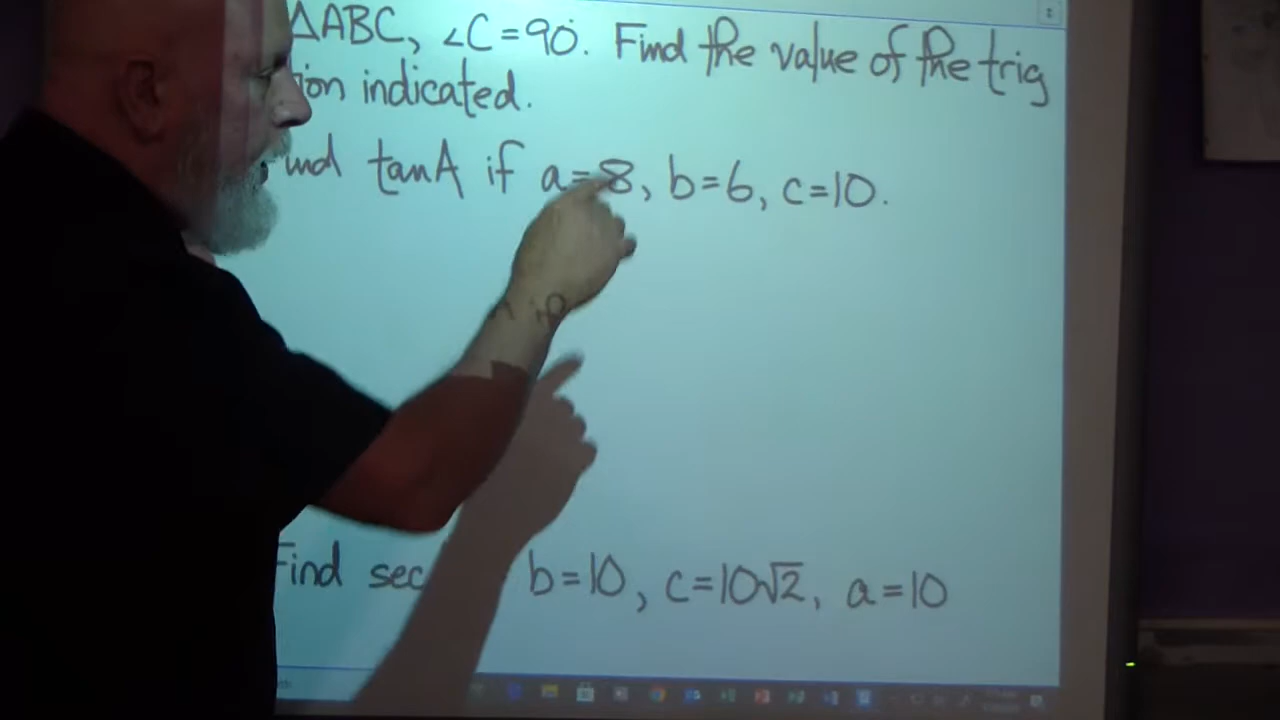 ΔABC, ∠C=90°. Find the value of the trig
ion indicated.
ind tanA if a=8, b=6, c=10.
Find sec b=10, c=10√2, a=10